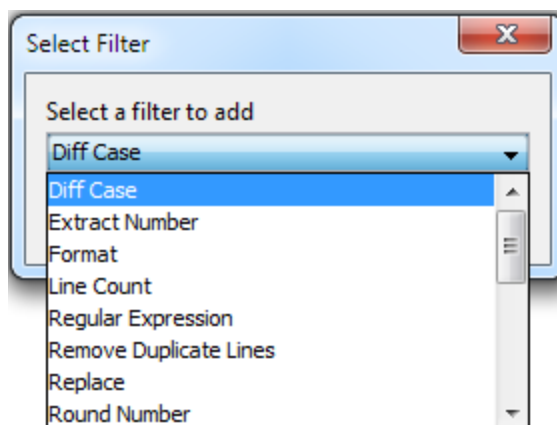 Select Filter
Select a filter to add
Diff Case
Diff Case
Extract Number
Format
Line Count
Regular Expression
Remove Duplicate Lines
Replace
Round Number